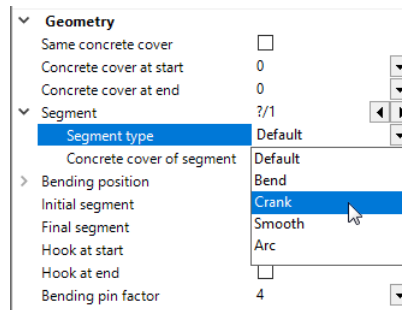 Geometry
Same concrete cover
Concrete cover at start 0
Concrete cover at end 0
Segment ?/1
Segment type Default
Concrete cover of segment Default
Bending position Bend
Initial segment Crank
Final segment Smooth
Hook at start Arc
Hook at end
Bending pin factor 4